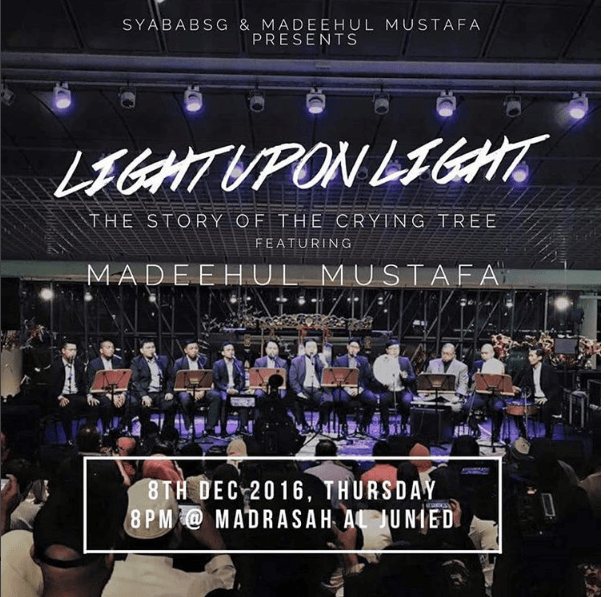 SYABABSG & MADEEHUL MUSTAFA
PRESENTS
LIGHT UPON LIGHT
THE STORY OF THE CRYING TREE
FEATURING
MADEEHUL MUSTAFA
8TH DEC 2016, THURSDAY
8PM @ MADRASAH AL JUNIED